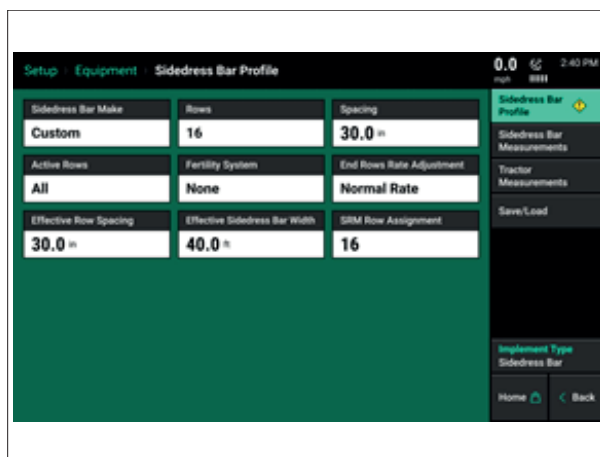 Setup Equipment Sidedress Bar Profile
0.0 2:40 PM
mph
Sidedress Bar Make
Custom
Rows
16
Spacing
30.0 in
Active Rows
All
Fertility System
None
End Rows Rate Adjustment
Normal Rate
Effective Row Spacing
30.0 in
Effective Sidedress Bar Width
40.0 ft
SRM Row Assignment
16
Sidedress Bar
Profile
Sidedress Bar
Measurements
Tractor
Measurements
Save/Load
Implement Type
Sidedress Bar
Home < Back